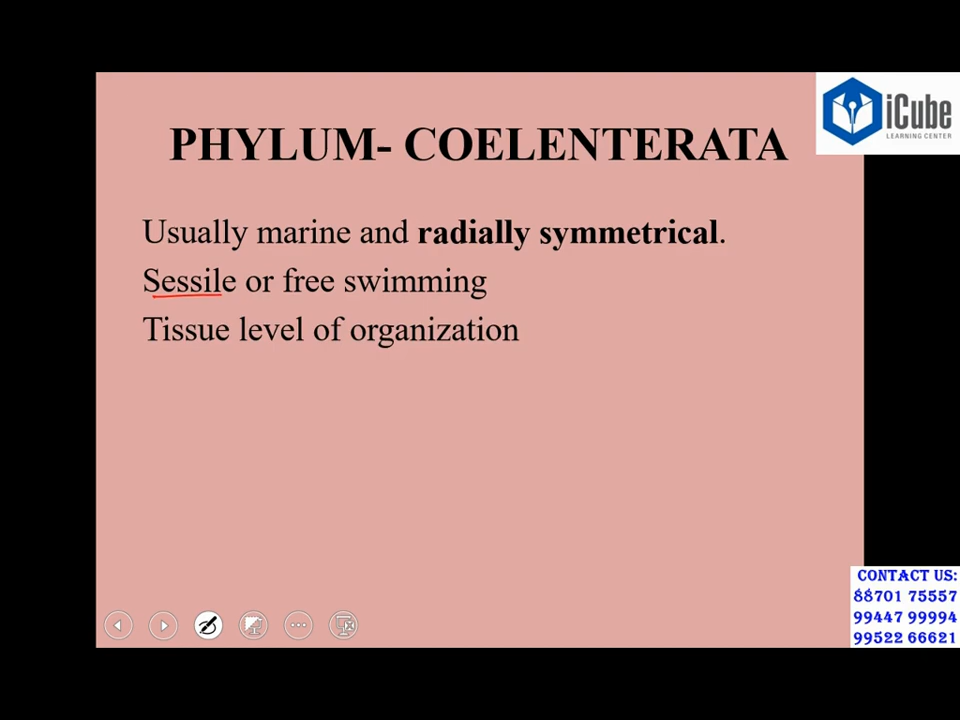 iCube
LEARNING CENTER
PHYLUM- COELENTERATA
Usually marine and radially symmetrical.
Sessile or free swimming
Tissue level of organization
CONTACT US:
88701 75557
99447 99994
99522 66621